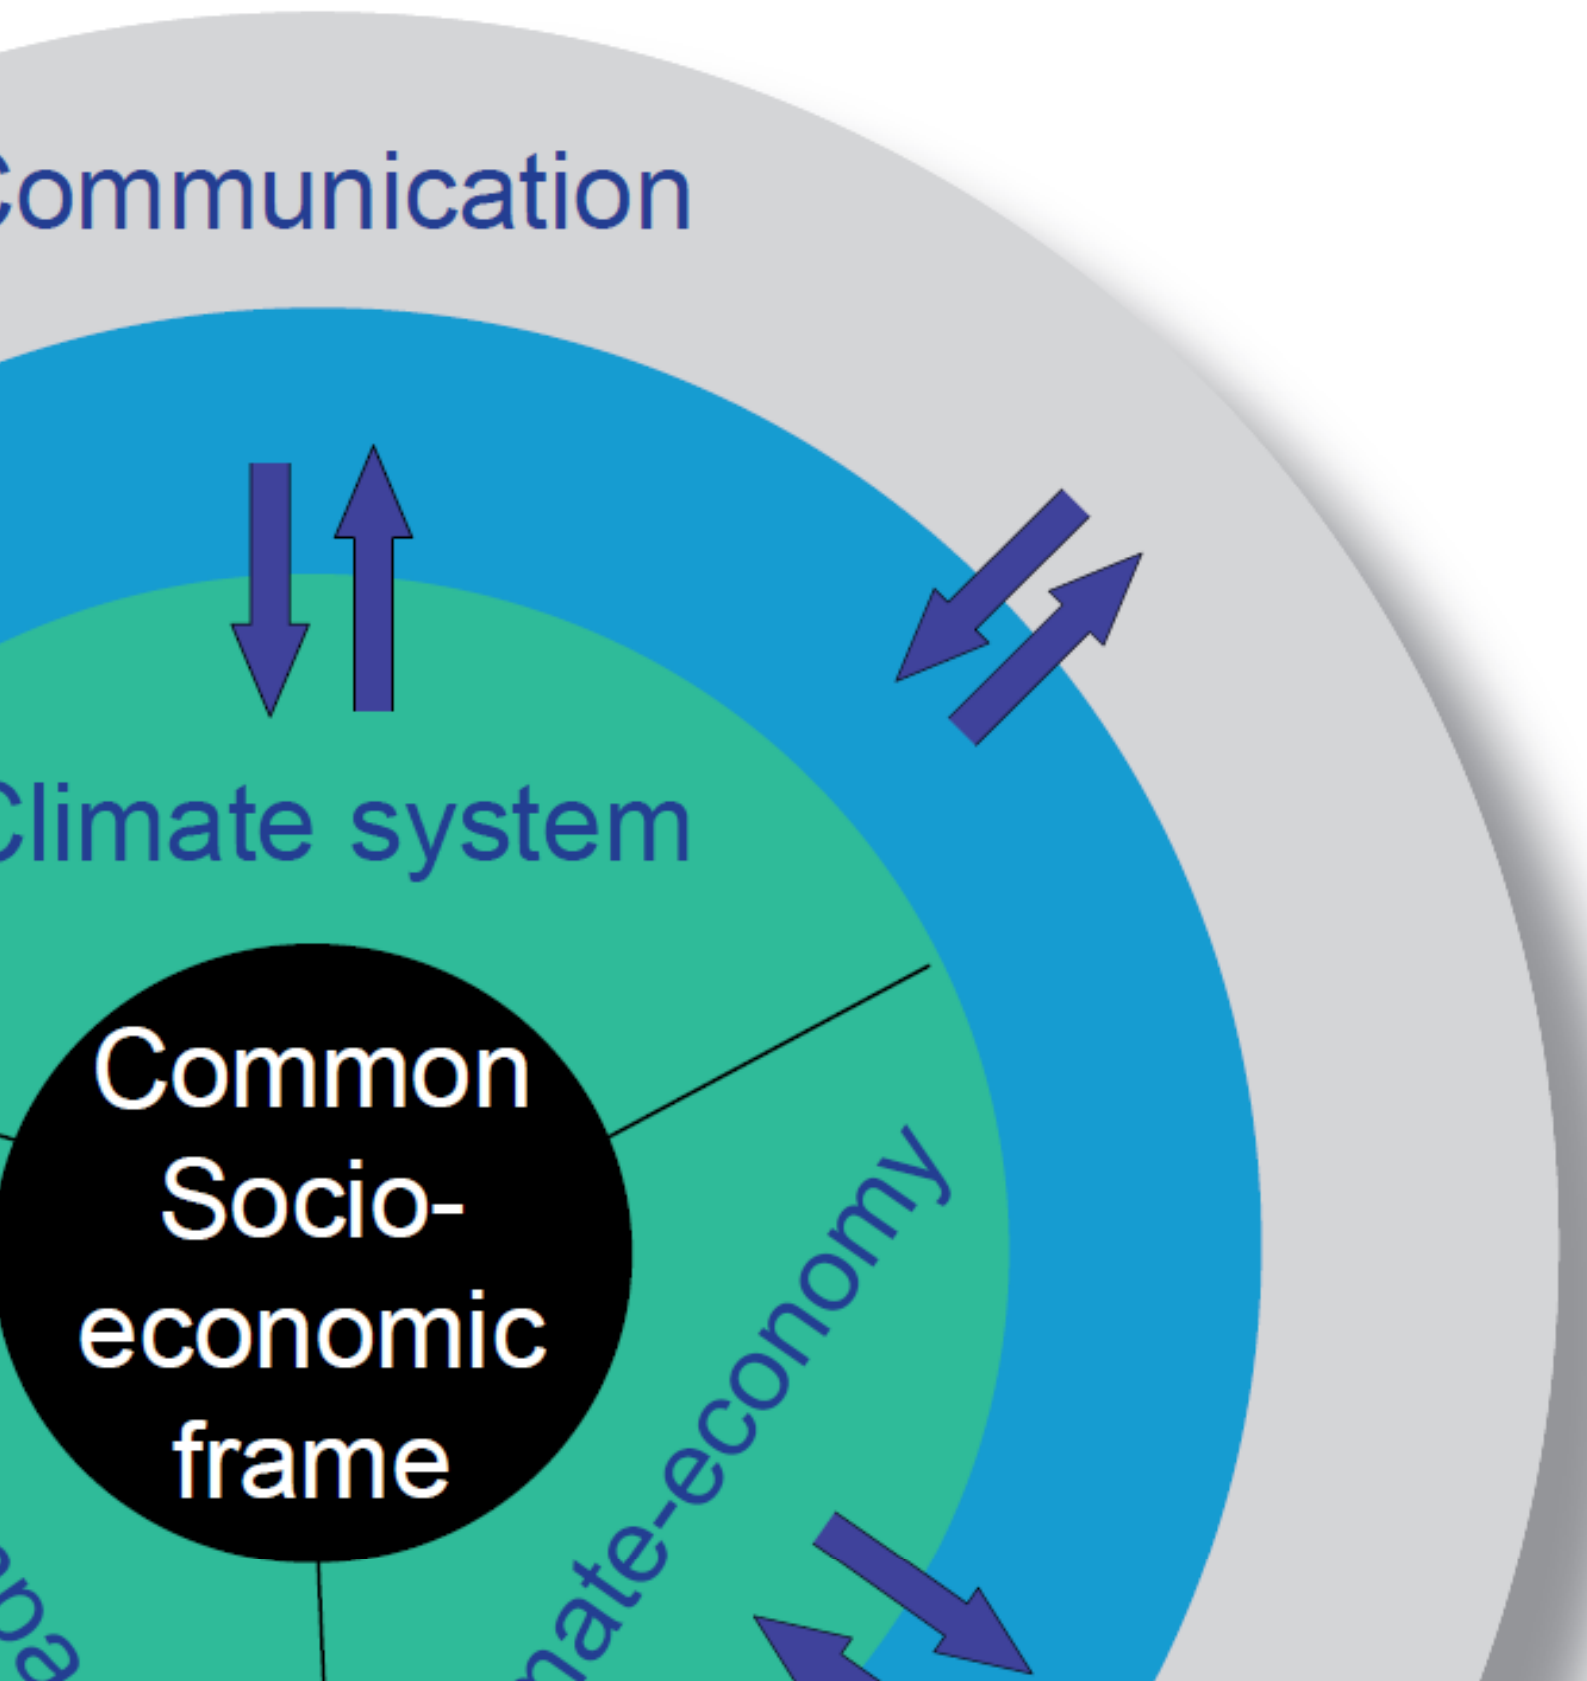 Communication
Climate system
Common
Socio-
economic
frame
mate-economy